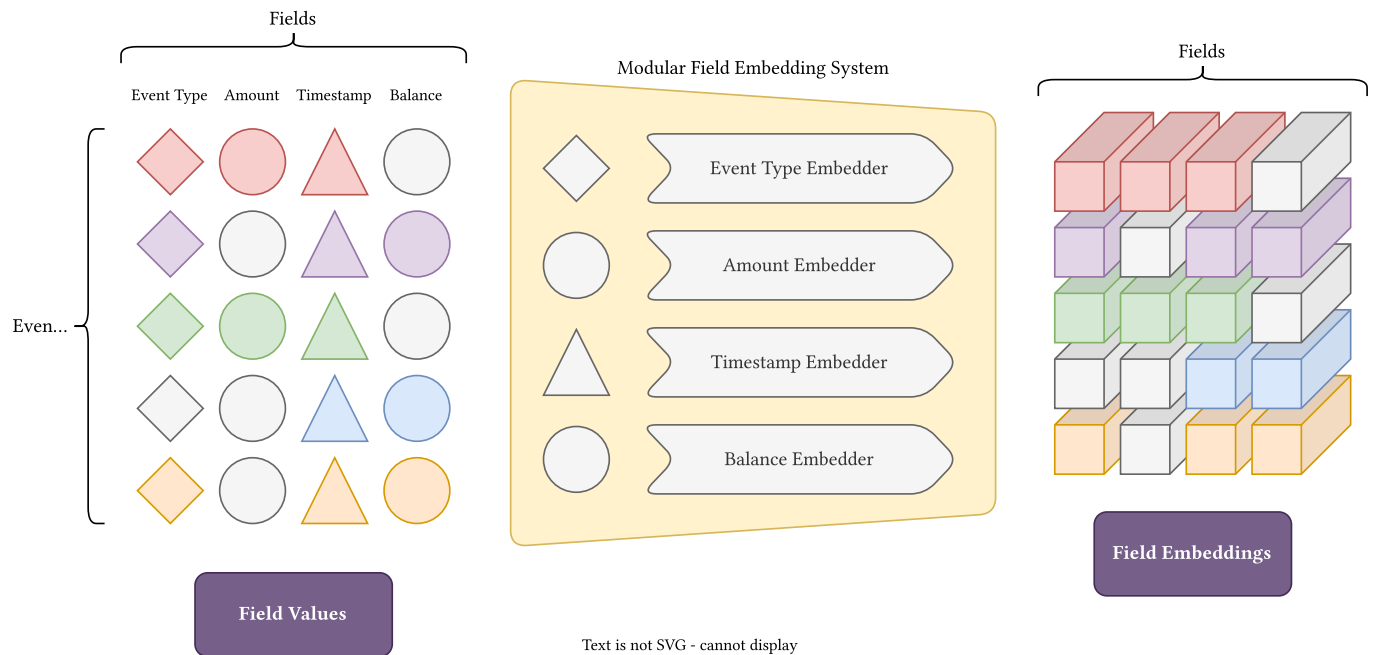 Fields
Event Type Amount Timestamp Balance
Even...
Field Values
Modular Field Embedding System
Event Type Embedder
Amount Embedder
Timestamp Embedder
Balance Embedder
Fields
Field Embeddings
Text is not SVG - cannot display